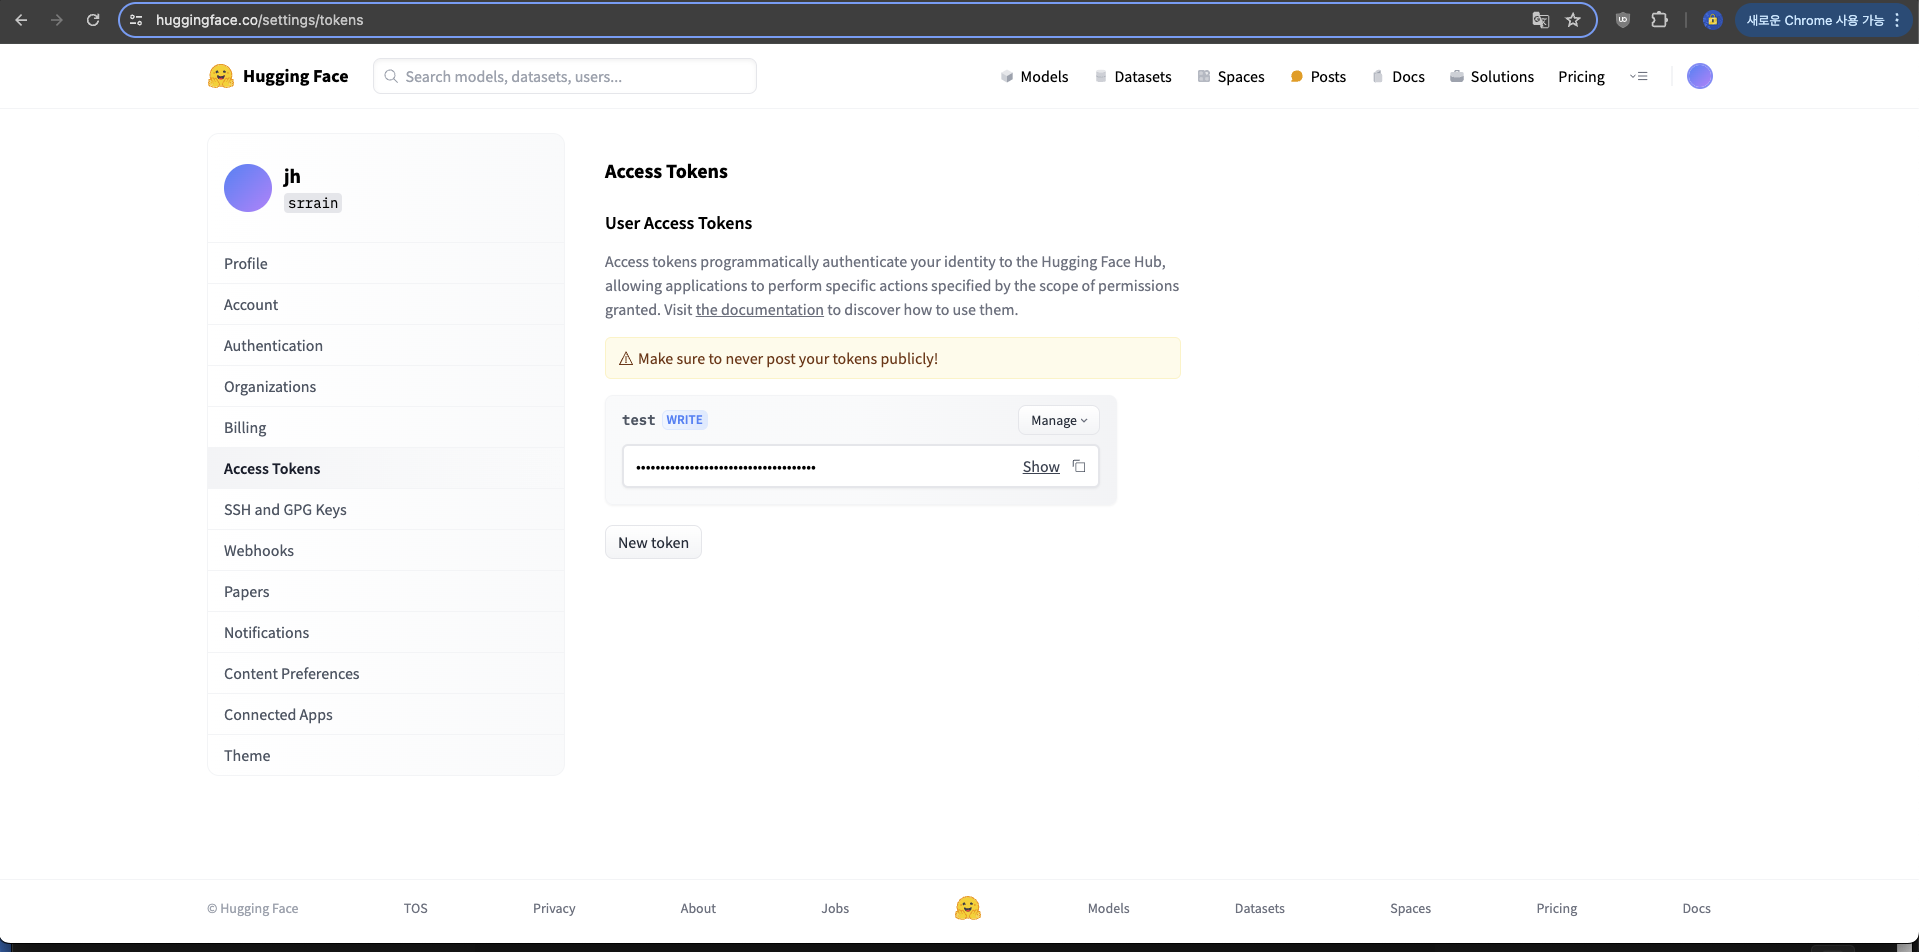 huggingface.co/settings/tokens
새로운 Chrome 사용 가능
Hugging Face
Search models, datasets, users...
Models
Datasets
Spaces
Posts
Docs
Solutions
Pricing
jh
srrain
Profile
Account
Authentication
Organizations
Billing
Access Tokens
SSH and GPG Keys
Webhooks
Papers
Notifications
Content Preferences
Connected Apps
Theme
Access Tokens
User Access Tokens
Access tokens programmatically authenticate your identity to the Hugging Face Hub,
allowing applications to perform specific actions specified by the scope of permissions
granted. Visit the documentation to discover how to use them.
⚠ Make sure to never post your tokens publicly!
test WRITE
Manage
•••••••••••••••••••••••••••••••••••••
Show
New token
© Hugging Face
TOS
Privacy
About
Jobs
Models
Datasets
Spaces
Pricing
Docs